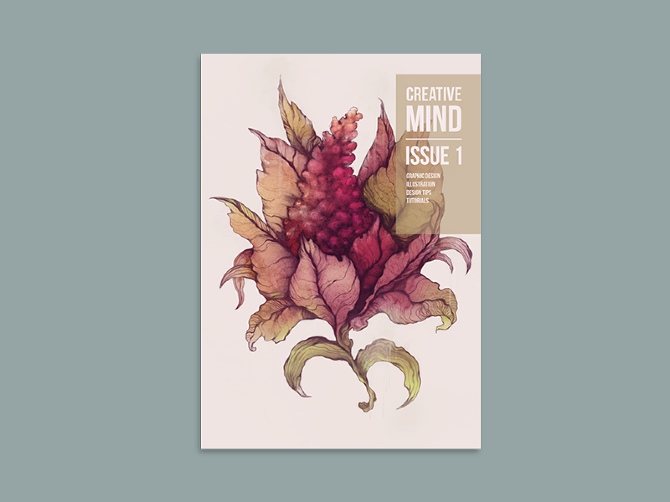 CREATIVE
MIND
ISSUE 1
GRAPHIC DESIGN
ILLUSTRATION
DESIGN TIPS
TUTORIALS